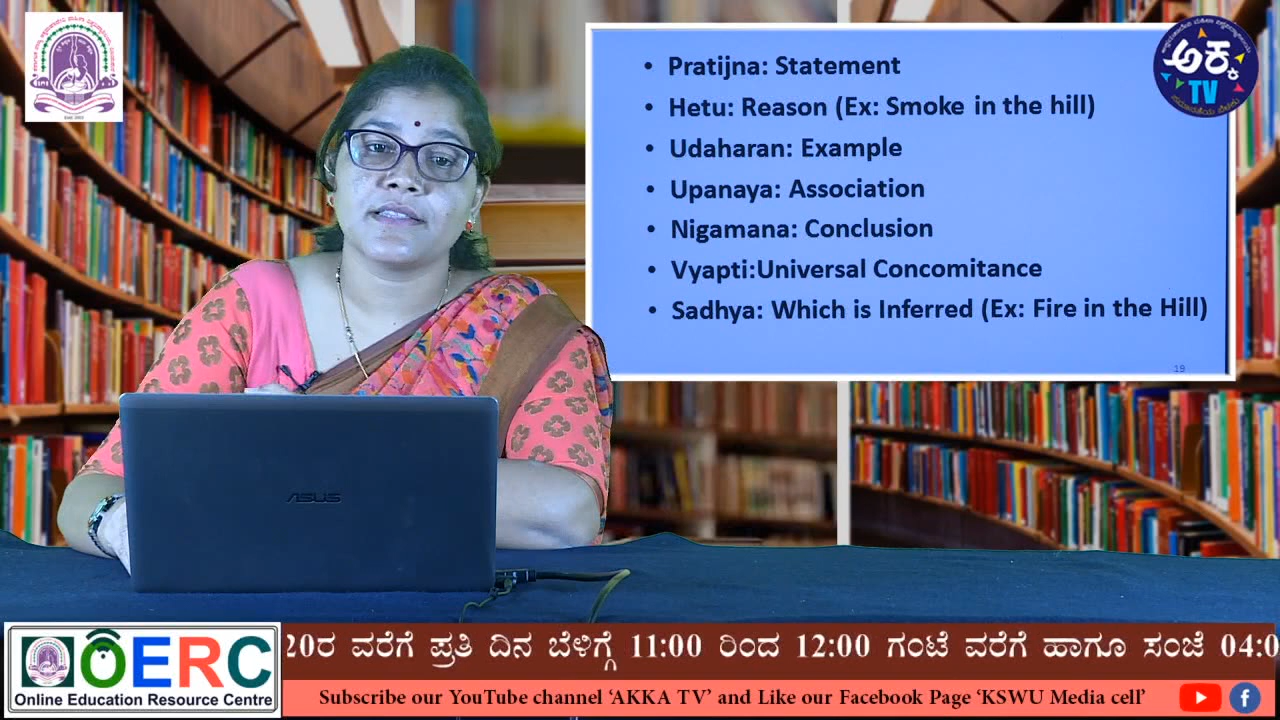 • Pratijna: Statement
• Hetu: Reason (Ex: Smoke in the hill)
• Udaharan: Example
• Upanaya: Association
• Nigamana: Conclusion
• Vyapti:Universal Concomitance
• Sadhya: Which is Inferred (Ex: Fire in the Hill)
19
ಅಕ್ಕ
TV
ASUS
OERC
Online Education Resource Centre
20ರ ವರೆಗೆ ಪ್ರತಿ ದಿನ ಬೆಳಿಗ್ಗೆ 11:00 ರಿಂದ 12:00 ಗಂಟೆ ವರೆಗೆ ಹಾಗೂ ಸಂಜೆ 04:0
Subscribe our YouTube channel ‘AKKA TV’ and Like our Facebook Page ‘KSWU Media cell’